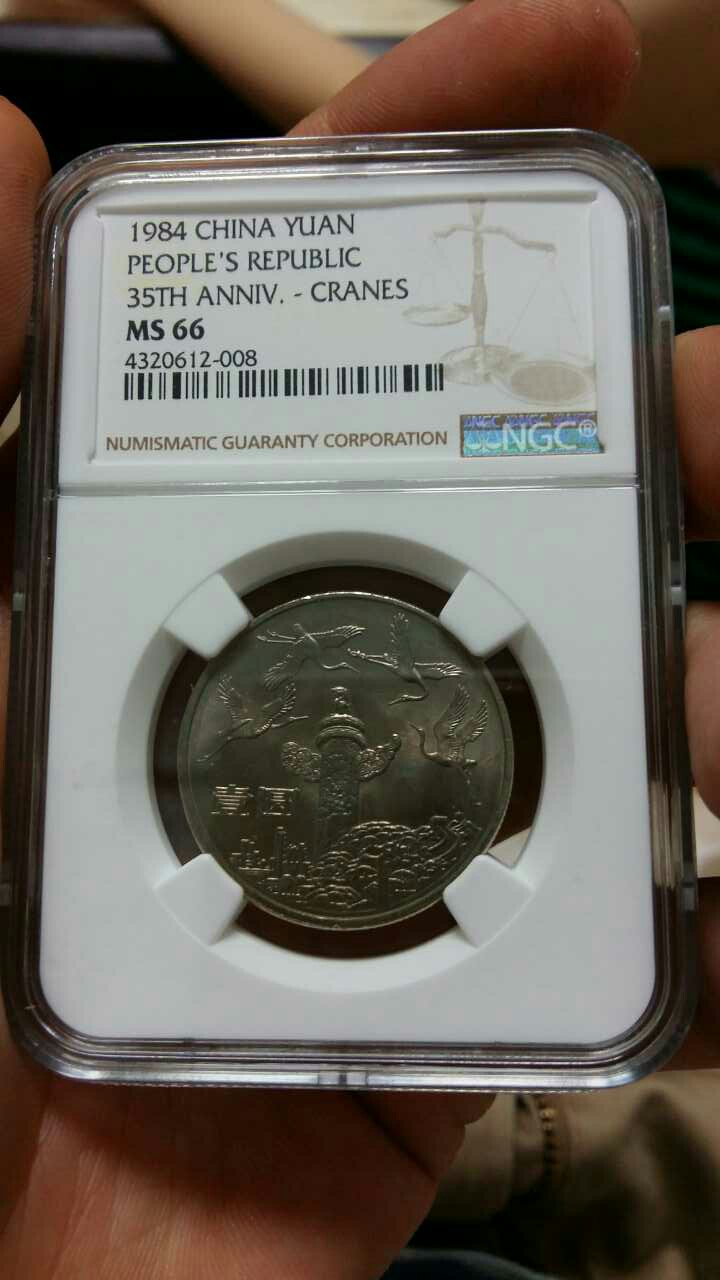 1984 CHINA YUAN
PEOPLE'S REPUBLIC
35TH ANNIV. - CRANES
MS 66
4320612-008
NUMISMATIC GUARANTY CORPORATION
NGC®
壹圆